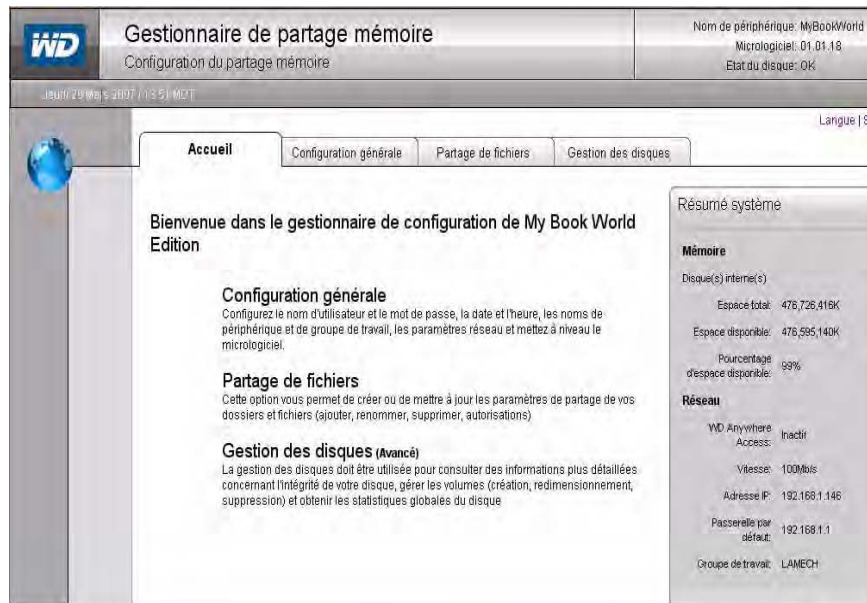 WD
Gestionnaire de partage mémoire
Configuration du partage mémoire
Nom de périphérique: MyBookWorld
Micrologiciel: 01.01.18
Etat du disque: OK
Jeudi 29 Mars 2007 / 13:51 MDT
Langue | S
Accueil
Configuration générale
Partage de fichiers
Gestion des disques
Bienvenue dans le gestionnaire de configuration de My Book World
Edition
Configuration générale
Configurez le nom d'utilisateur et le mot de passe, la date et l'heure, les noms de
périphérique et de groupe de travail, les paramètres réseau et mettez à niveau le
micrologiciel.
Partage de fichiers
Cette option vous permet de créer ou de mettre à jour les paramètres de partage de vos
dossiers et fichiers (ajouter, renommer, supprimer, autorisations)
Gestion des disques (Avancé)
La gestion des disques doit être utilisée pour consulter des informations plus détaillées
concernant l'intégrité de votre disque, gérer les volumes (création, redimensionnement,
suppression) et obtenir les statistiques globales du disque
Résumé système
Mémoire
Disque(s) interne(s)
Espace total: 476,726,416K
Espace disponible: 476,595,140K
Pourcentage
d'espace disponible: 99%
Réseau
WD Anywhere
Access: Inactif
Vitesse: 100Mb/s
Adresse IP: 192.168.1.146
Passerelle par
défaut: 192.168.1.1
Groupe de travail: LAMECH